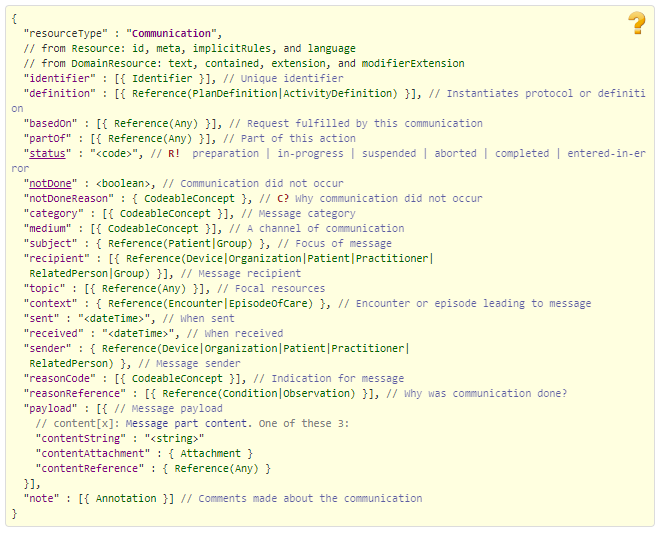 {
"resourceType" : "Communication",
// from Resource: id, meta, implicitRules, and language
// from DomainResource: text, contained, extension, and modifierExtension
"identifier" : [{ Identifier }], // Unique identifier
"definition" : [{ Reference(PlanDefinition|ActivityDefinition) }], // Instantiates protocol or definiti
on
"basedOn" : [{ Reference(Any) }], // Request fulfilled by this communication
"partOf" : [{ Reference(Any) }], // Part of this action
"status" : "<code>", // R!  preparation | in-progress | suspended | aborted | completed | entered-in-er
ror
"notDone" : <boolean>, // Communication did not occur
"notDoneReason" : { CodeableConcept }, // C? Why communication did not occur
"category" : [{ CodeableConcept }], // Message category
"medium" : [{ CodeableConcept }], // A channel of communication
"subject" : { Reference(Patient|Group) }, // Focus of message
"recipient" : [{ Reference(Device|Organization|Patient|Practitioner|
RelatedPerson|Group) }], // Message recipient
"topic" : [{ Reference(Any) }], // Focal resources
"context" : { Reference(Encounter|EpisodeOfCare) }, // Encounter or episode leading to message
"sent" : "<dateTime>", // When sent
"received" : "<dateTime>", // When received
"sender" : { Reference(Device|Organization|Patient|Practitioner|
RelatedPerson) }, // Message sender
"reasonCode" : [{ CodeableConcept }], // Indication for message
"reasonReference" : [{ Reference(Condition|Observation) }], // Why was communication done?
"payload" : [{ // Message payload
// content[x]: Message part content. One of these 3:
"contentString" : "<string>"
"contentAttachment" : { Attachment }
"contentReference" : { Reference(Any) }
}],
"note" : [{ Annotation }] // Comments made about the communication
}